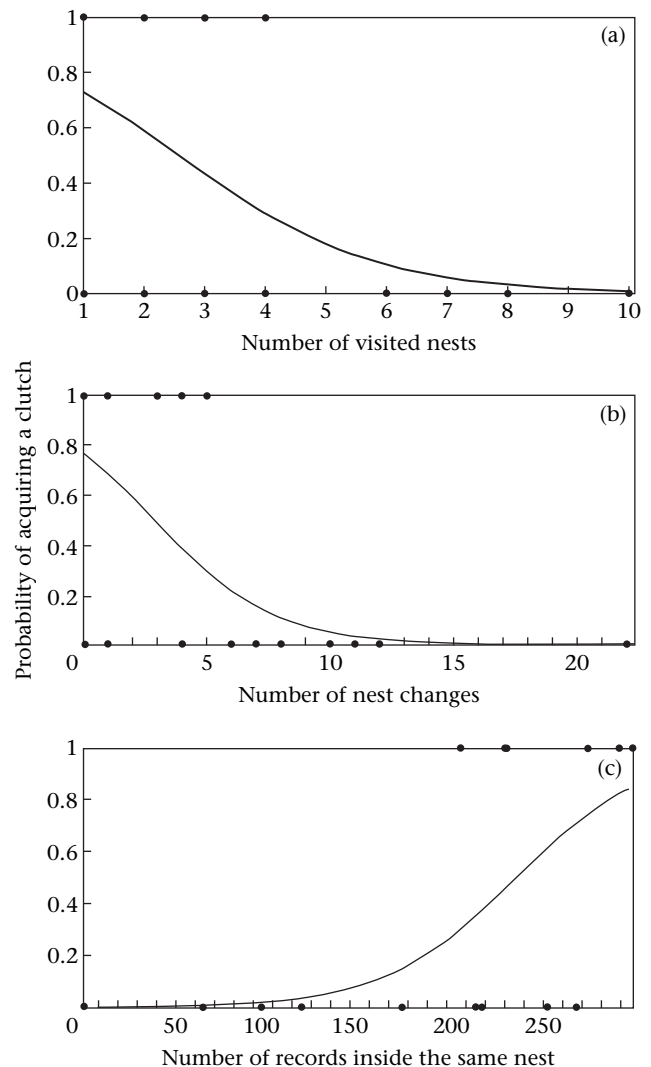 1
(a)
0.8
0.6
0.4
0.2
0
1 2 3 4 5 6 7 8 9 10
Number of visited nests
Probability of acquiring a clutch
1
(b)
0.8
0.6
0.4
0.2
0 5 10 15 20
Number of nest changes
1
(c)
0.8
0.6
0.4
0.2
0 50 100 150 200 250
Number of records inside the same nest